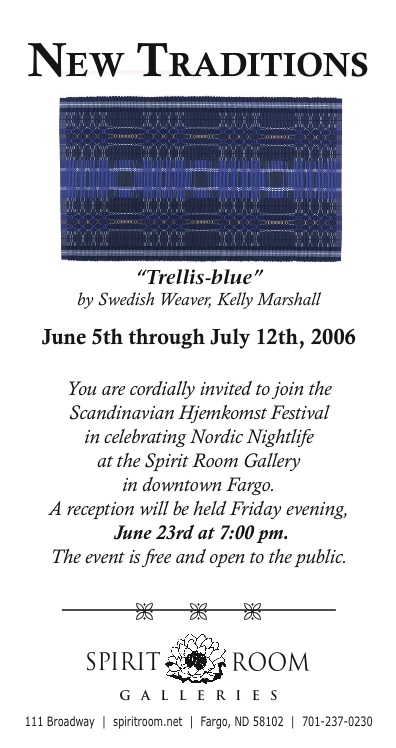 NEW TRADITIONS
“Trellis-blue”
by Swedish Weaver, Kelly Marshall
June 5th through July 12th, 2006
You are cordially invited to join the
Scandinavian Hjemkomst Festival
in celebrating Nordic Nightlife
at the Spirit Room Gallery
in downtown Fargo.
A reception will be held Friday evening,
June 23rd at 7:00 pm.
The event is free and open to the public.
SPIRIT ROOM
GALLERIES
111 Broadway | spiritroom.net | Fargo, ND 58102 | 701-237-0230